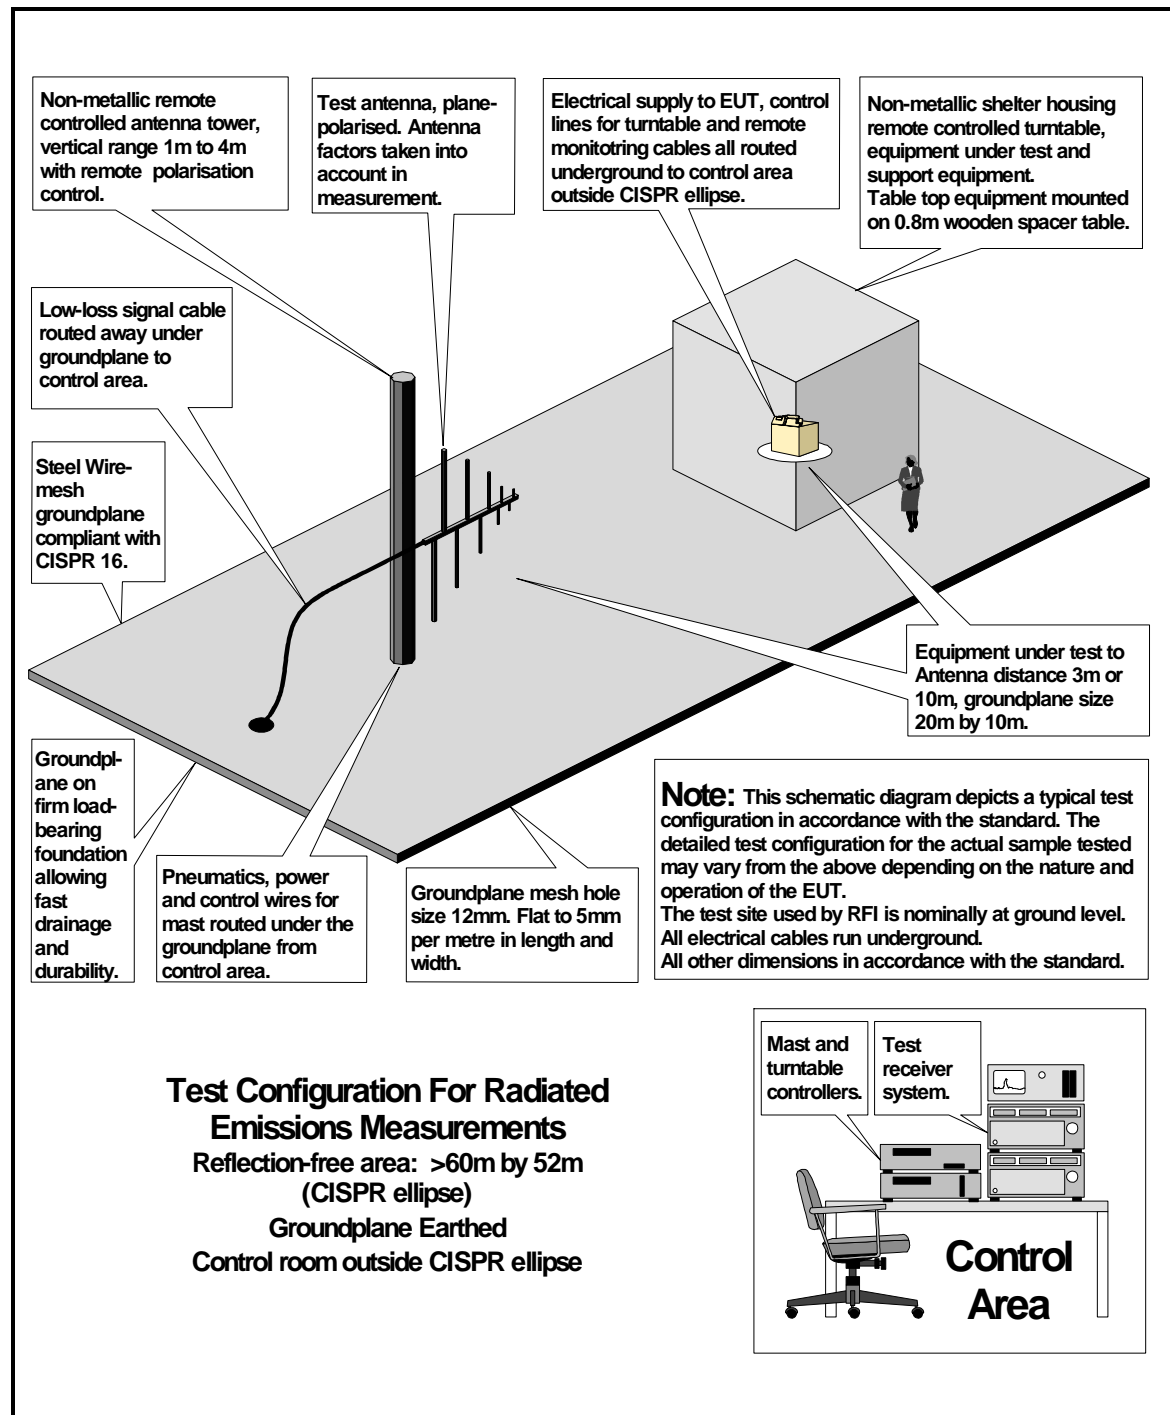 Non-metallic remote
controlled antenna tower,
vertical range 1m to 4m
with remote polarisation
control.
Test antenna, plane-
polarised. Antenna
factors taken into
account in
measurement.
Electrical supply to EUT, control
lines for turntable and remote
monitotring cables all routed
underground to control area
outside CISPR ellipse.
Non-metallic shelter housing
remote controlled turntable,
equipment under test and
support equipment.
Table top equipment mounted
on 0.8m wooden spacer table.
Low-loss signal cable
routed away under
groundplane to
control area.
Steel Wire-
mesh
groundplane
compliant with
CISPR 16.
Equipment under test to
Antenna distance 3m or
10m, groundplane size
20m by 10m.
Groundpl-
ane on
firm load-
bearing
foundation
allowing
fast
drainage
and
durability.
Pneumatics, power
and control wires for
mast routed under the
groundplane from
control area.
Groundplane mesh hole
size 12mm. Flat to 5mm
per metre in length and
width.
Note: This schematic diagram depicts a typical test
configuration in accordance with the standard. The
detailed test configuration for the actual sample tested
may vary from the above depending on the nature and
operation of the EUT.
The test site used by RFI is nominally at ground level.
All electrical cables run underground.
All other dimensions in accordance with the standard.
Test Configuration For Radiated
Emissions Measurements
Reflection-free area: >60m by 52m
(CISPR ellipse)
Groundplane Earthed
Control room outside CISPR ellipse
Mast and
turntable
controllers.
Test
receiver
system.
Control
Area